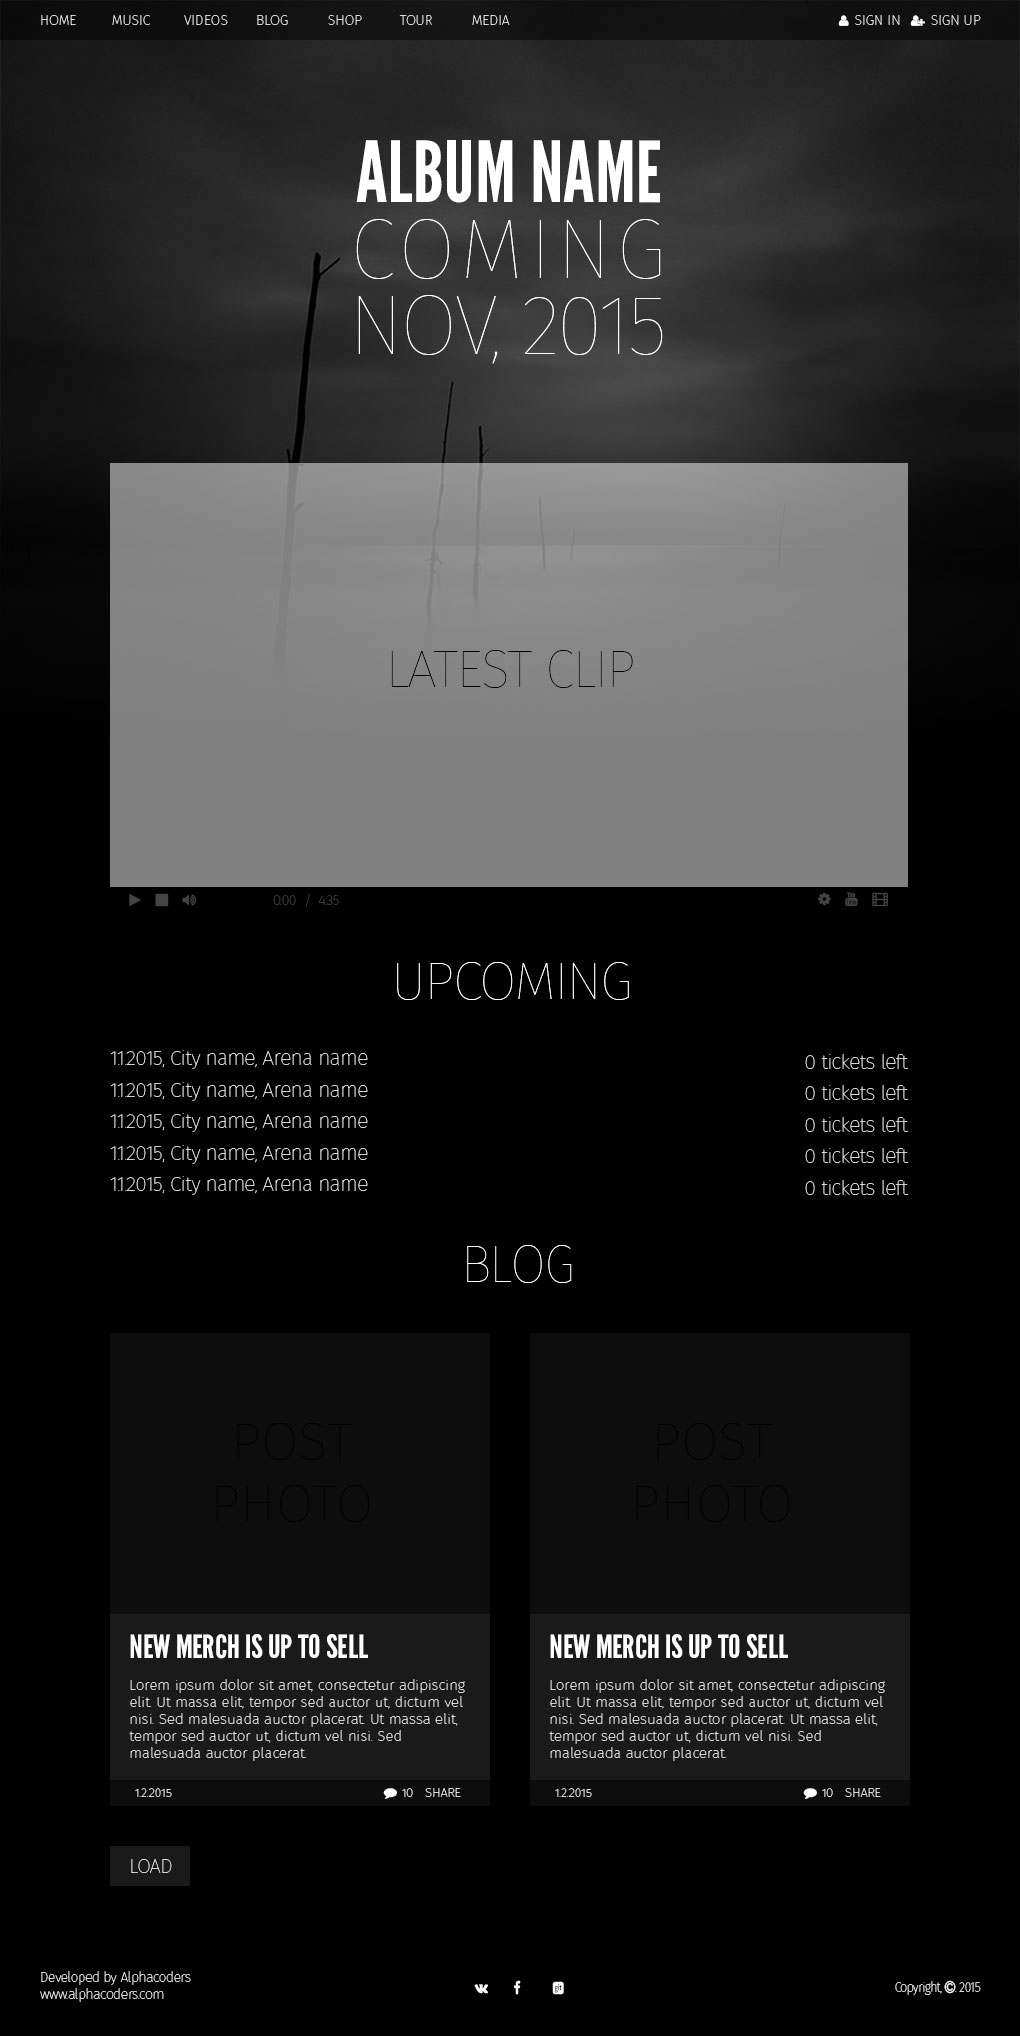 HOME MUSIC VIDEOS BLOG SHOP TOUR MEDIA SIGN IN SIGN UP
ALBUM NAME
COMING
NOV, 2015
LATEST CLIP
0:00 / 4:35
UPCOMING
1.1.2015, City name, Arena name 0 tickets left
1.1.2015, City name, Arena name 0 tickets left
1.1.2015, City name, Arena name 0 tickets left
1.1.2015, City name, Arena name 0 tickets left
1.1.2015, City name, Arena name 0 tickets left
BLOG
POST
PHOTO
NEW MERCH IS UP TO SELL
Lorem ipsum dolor sit amet, consectetur adipiscing
elit. Ut massa elit, tempor sed auctor ut, dictum vel
nisi. Sed malesuada auctor placerat. Ut massa elit,
tempor sed auctor ut, dictum vel nisi. Sed
malesuada auctor placerat.
1.2.2015 10 SHARE
POST
PHOTO
NEW MERCH IS UP TO SELL
Lorem ipsum dolor sit amet, consectetur adipiscing
elit. Ut massa elit, tempor sed auctor ut, dictum vel
nisi. Sed malesuada auctor placerat. Ut massa elit,
tempor sed auctor ut, dictum vel nisi. Sed
malesuada auctor placerat.
1.2.2015 10 SHARE
LOAD
Developed by Alphacoders
www.alphacoders.com
Copyright, ©. 2015